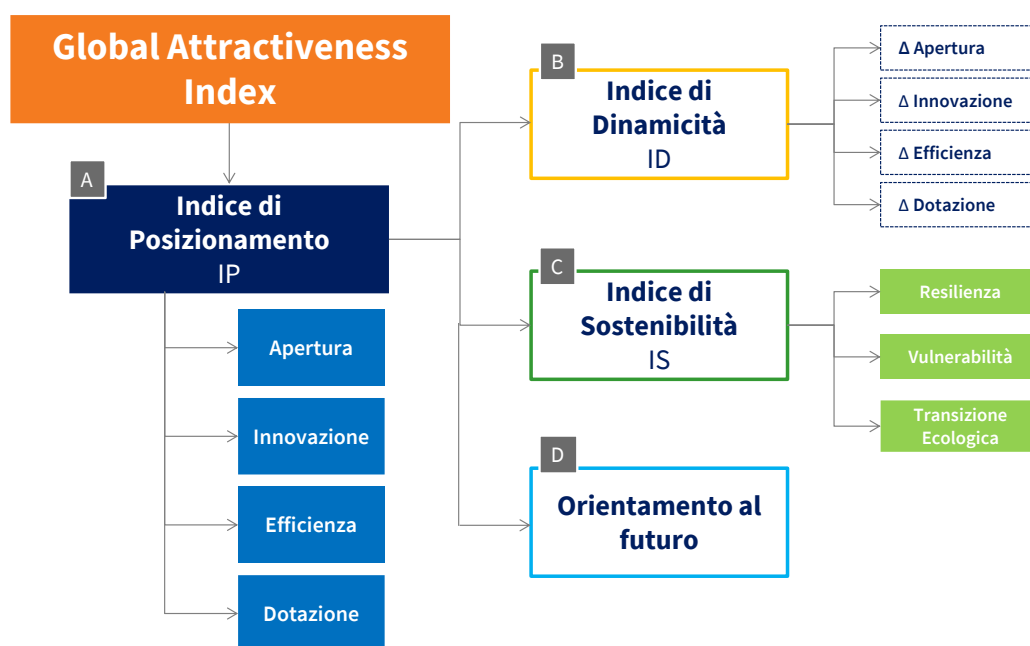 Global Attractiveness
Index
A
Indice di
Posizionamento
IP
Apertura
Innovazione
Efficienza
Dotazione
B
Indice di
Dinamicità
ID
Δ Apertura
Δ Innovazione
Δ Efficienza
Δ Dotazione
C
Indice di
Sostenibilità
IS
Resilienza
Vulnerabilità
Transizione
Ecologica
D
Orientamento al
futuro